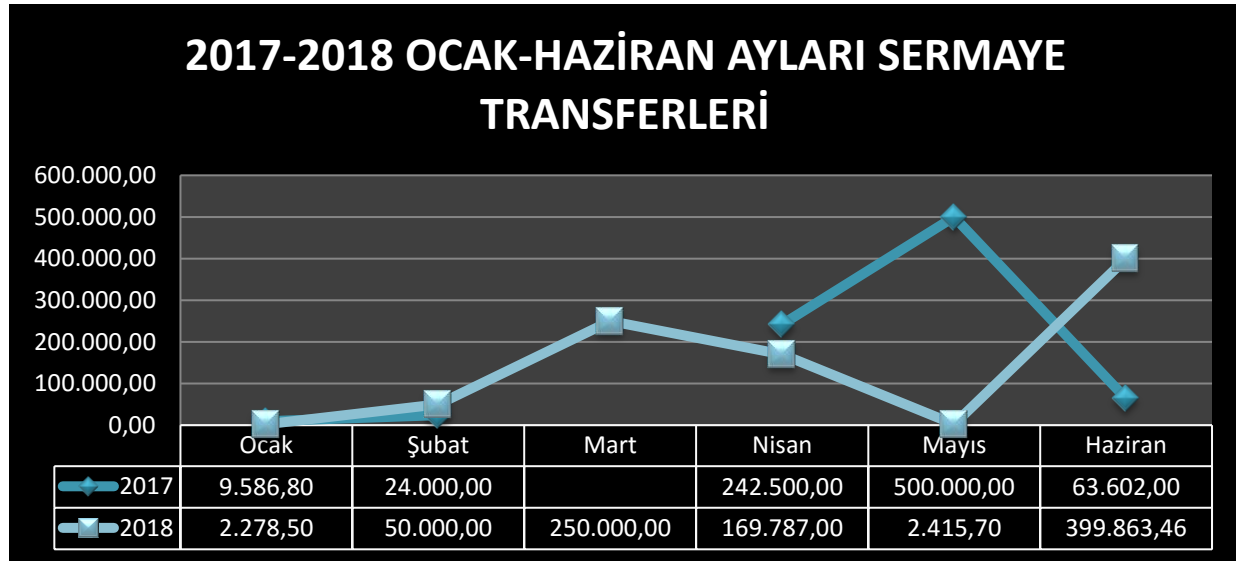 2017-2018 OCAK-HAZİRAN AYLARI SERMAYE
TRANSFERLERİ
600.000,00
500.000,00
400.000,00
300.000,00
200.000,00
100.000,00
0,00
Ocak Şubat Mart Nisan Mayıs Haziran
2017 9.586,80 24.000,00 242.500,00 500.000,00 63.602,00
2018 2.278,50 50.000,00 250.000,00 169.787,00 2.415,70 399.863,46